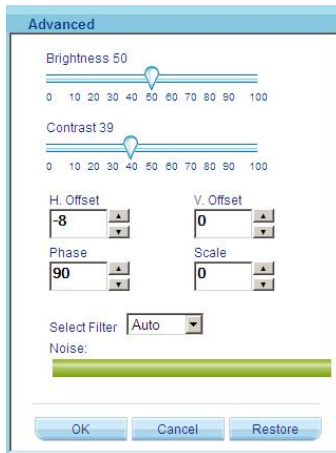 Advanced
Brightness 50
0 10 20 30 40 50 60 70 80 90 100
Contrast 39
0 10 20 30 40 50 60 70 80 90 100
H. Offset V. Offset
-8 0
Phase Scale
90 0
Select Filter Auto
Noise:
OK Cancel Restore